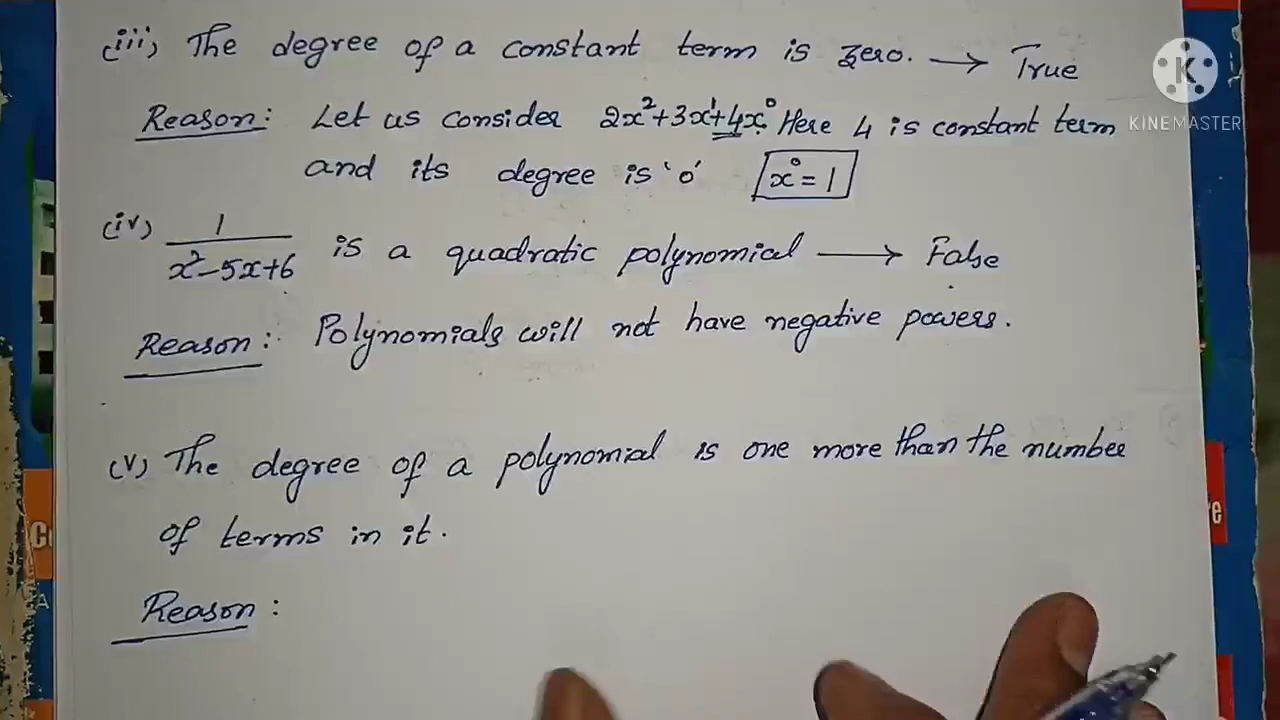 (iii) The degree of a constant term is zero. → True
K
KINEMASTER
Reason: Let us consider 2x²+3x¹+4x⁰ Here 4 is constant term
and its degree is '0' x⁰ = 1
(iv) 1/(x²-5x+6) is a quadratic polynomial → False
Reason: Polynomials will not have negative powers.
(v) The degree of a polynomial is one more than the number
of terms in it.
Reason :